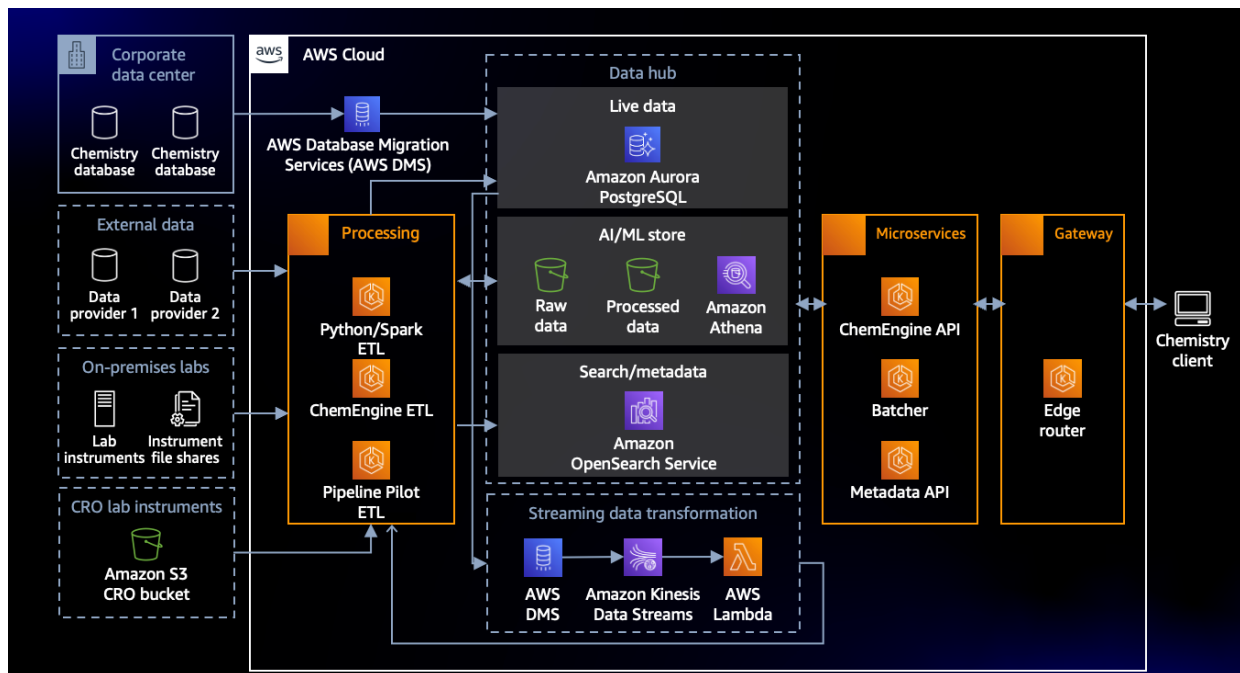 Corporate
data center
Chemistry
database
Chemistry
database
External data
Data
provider 1
Data
provider 2
On-premises labs
Lab
instruments
Instrument
file shares
CRO lab instruments
Amazon S3
CRO bucket
aws
AWS Cloud
AWS Database Migration
Services (AWS DMS)
Processing
Python/Spark
ETL
ChemEngine ETL
Pipeline Pilot
ETL
Data hub
Live data
Amazon Aurora
PostgreSQL
AI/ML store
Raw
data
Processed
data
Amazon
Athena
Search/metadata
Amazon
OpenSearch Service
Streaming data transformation
AWS
DMS
Amazon Kinesis
Data Streams
AWS
Lambda
Microservices
ChemEngine API
Batcher
Metadata API
Gateway
Edge
router
Chemistry
client